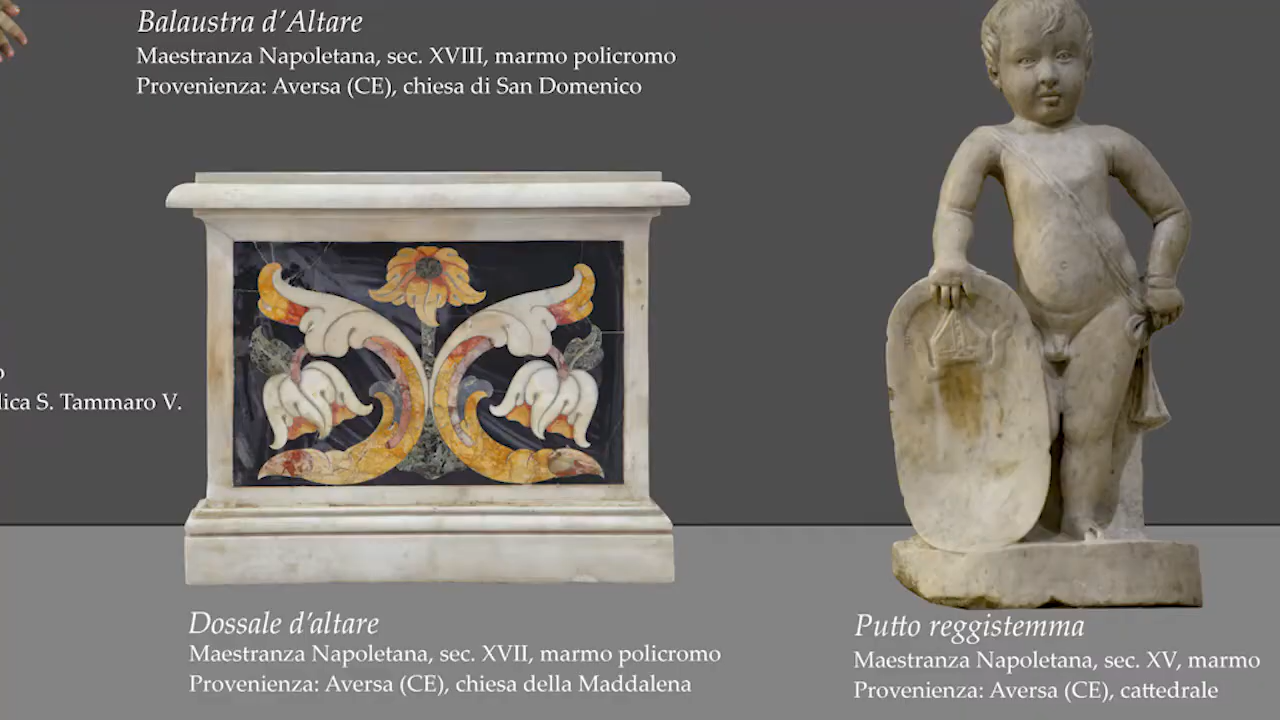 Balaustra d'Altare
Maestranza Napoletana, sec. XVIII, marmo policromo
Provenienza: Aversa (CE), chiesa di San Domenico
S. Tammaro V.
Dossale d'altare
Maestranza Napoletana, sec. XVII, marmo policromo
Provenienza: Aversa (CE), chiesa della Maddalena
Putto reggistemma
Maestranza Napoletana, sec. XV, marmo
Provenienza: Aversa (CE), cattedrale